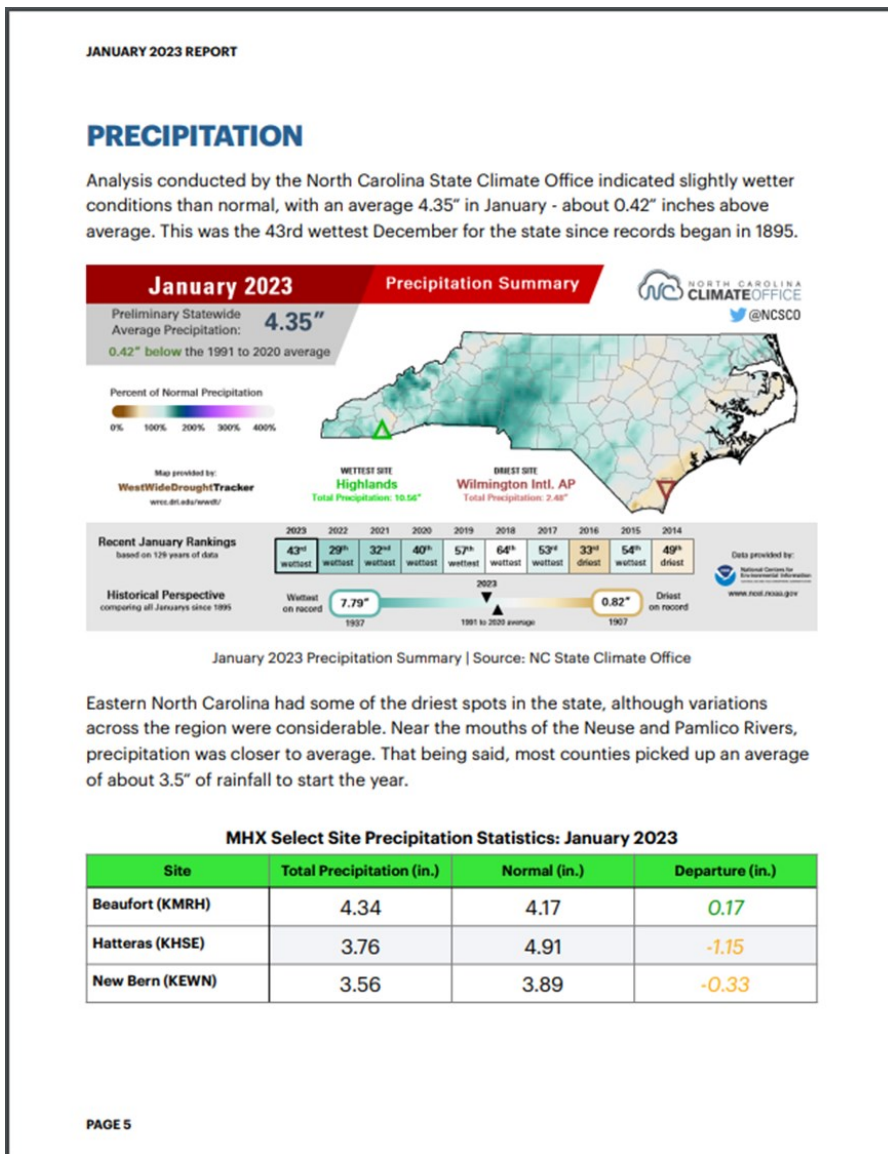 JANUARY 2023 REPORT
PRECIPITATION
Analysis conducted by the North Carolina State Climate Office indicated slightly wetter
conditions than normal, with an average 4.35” in January - about 0.42” inches above
average. This was the 43rd wettest December for the state since records began in 1895.
January 2023
Precipitation Summary
NC NORTH CAROLINA
CLIMATEOFFICE
@NCSCO
Preliminary Statewide
Average Precipitation:
4.35”
0.42” below the 1991 to 2020 average
Percent of Normal Precipitation
0% 100% 200% 300% 400%
Map provided by:
WestWideDroughtTracker
wrcc.dri.edu/wwdt/
WETTEST SITE
Highlands
Total Precipitation: 10.56”
DRIEST SITE
Wilmington Intl. AP
Total Precipitation: 2.48”
Recent January Rankings
based on 129 years of data
2023 2022 2021 2020 2019 2018 2017 2016 2015 2014
43rd 29th 32nd 40th 57th 64th 53rd 33rd 54th 49th
wettest wettest wettest wettest wettest wettest wettest driest wettest driest
Data provided by:
National Centers for
Environmental Information
www.ncei.noaa.gov
Historical Perspective
comparing all Januarys since 1895
Wettest
on record
7.79”
1937
2023
1991 to 2020 average
0.82”
1907
Driest
on record
January 2023 Precipitation Summary | Source: NC State Climate Office
Eastern North Carolina had some of the driest spots in the state, although variations
across the region were considerable. Near the mouths of the Neuse and Pamlico Rivers,
precipitation was closer to average. That being said, most counties picked up an average
of about 3.5” of rainfall to start the year.
MHX Select Site Precipitation Statistics: January 2023
Site Total Precipitation (in.) Normal (in.) Departure (in.)
Beaufort (KMRH) 4.34 4.17 0.17
Hatteras (KHSE) 3.76 4.91 -1.15
New Bern (KEWN) 3.56 3.89 -0.33
PAGE 5